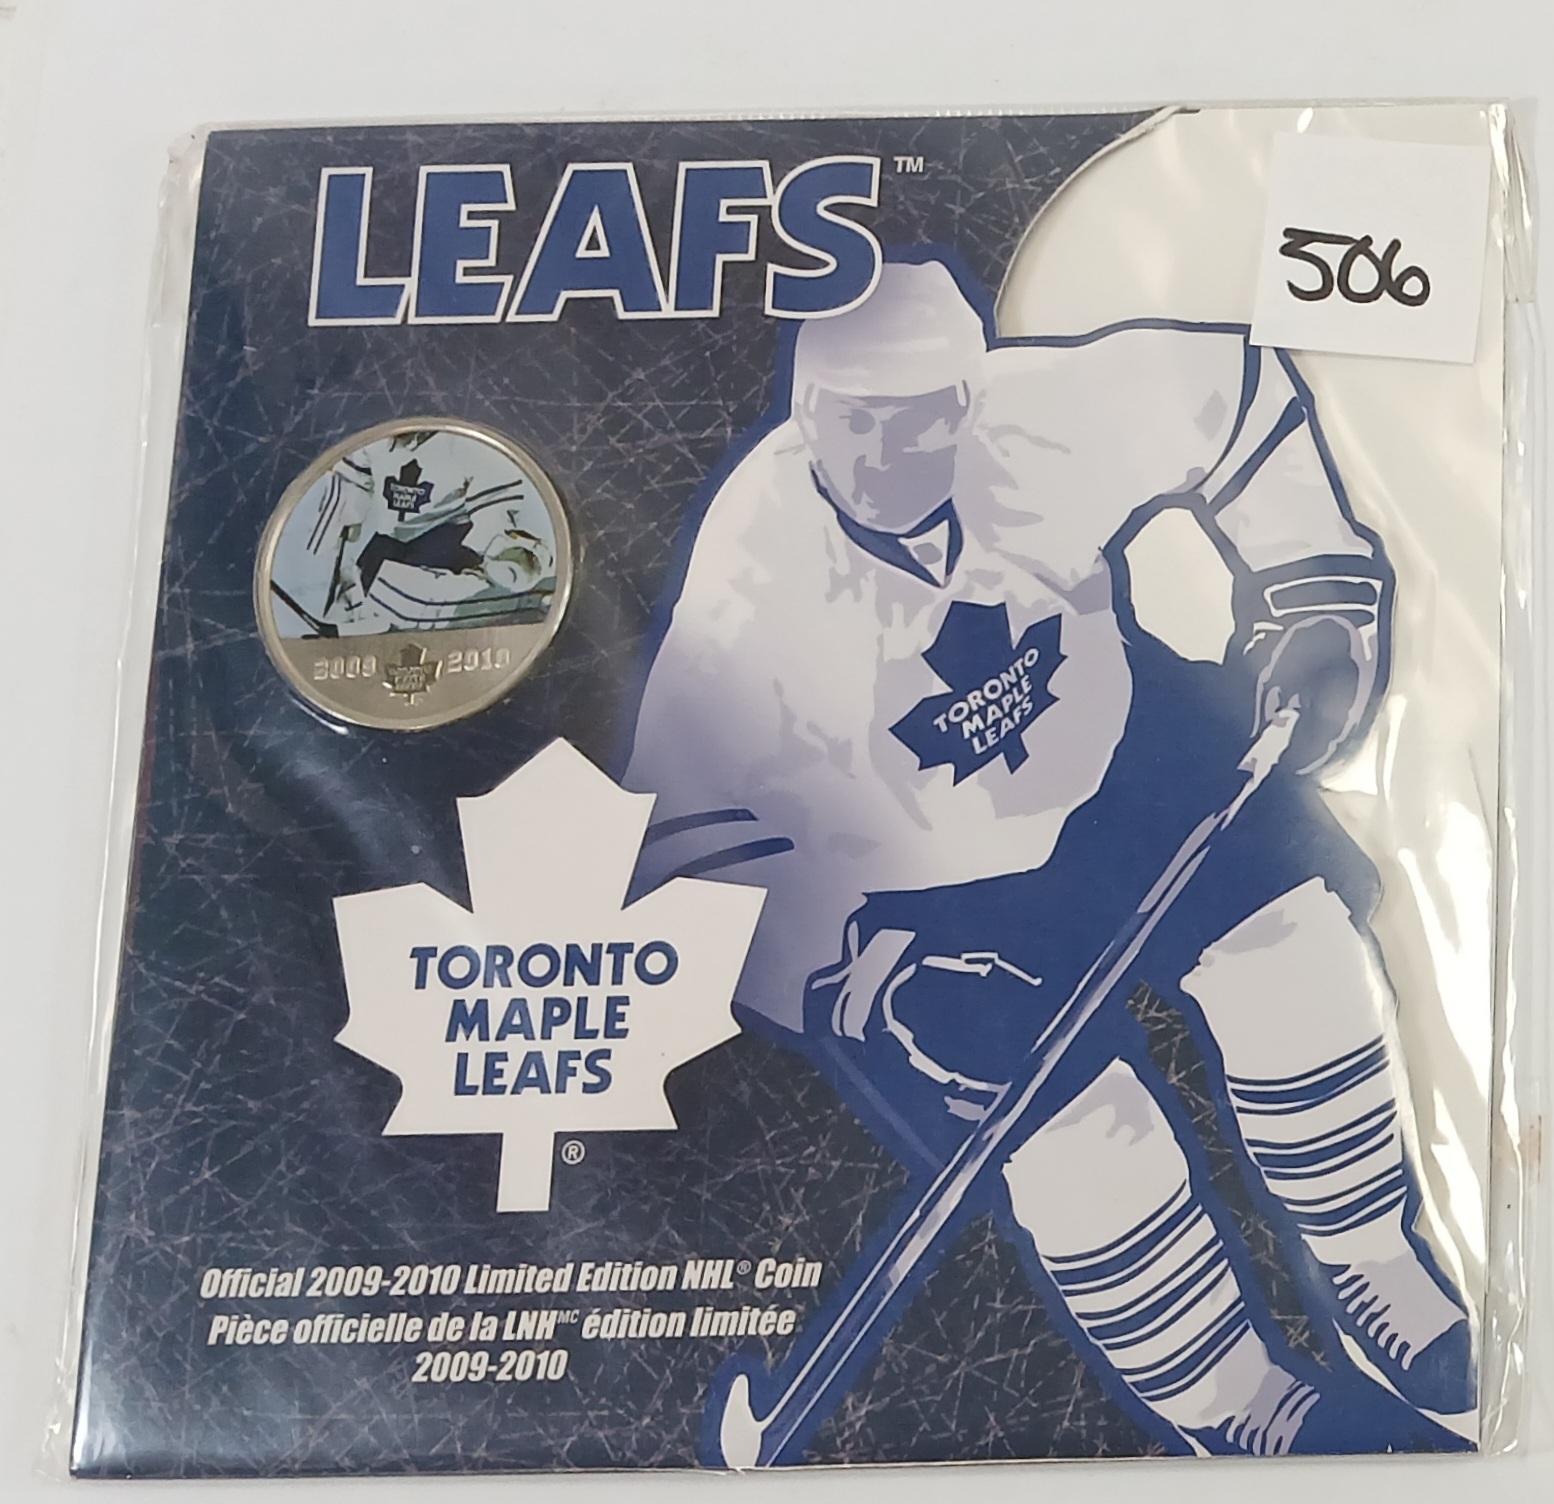 LEAFS™
506
TORONTO
MAPLE
LEAFS
2009 2010
TORONTO
MAPLE
LEAFS
TORONTO
MAPLE
LEAFS
®
Official 2009-2010 Limited Edition NHL® Coin
Pièce officielle de la LNHᴹᶜ édition limitée
2009-2010